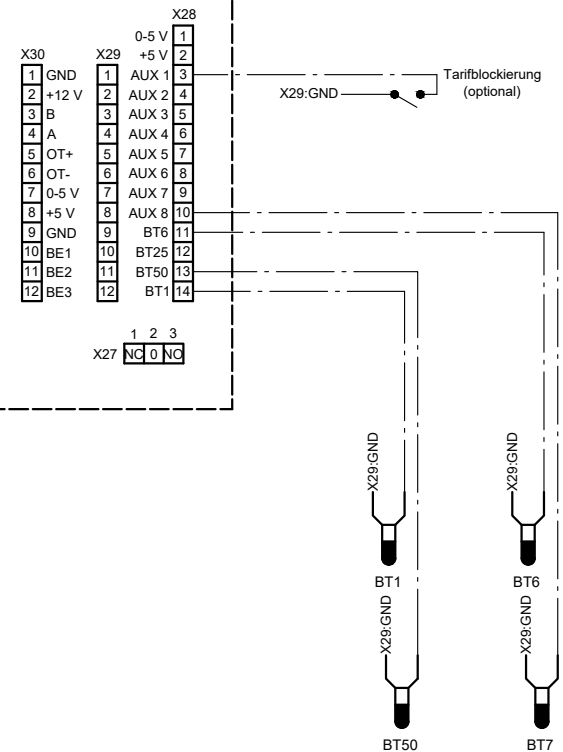 X28
0-5 V 1
X30 X29 +5 V 2
1 GND 1 AUX 1 3 Tarifblockierung
2 +12 V 2 AUX 2 4 X29:GND (optional)
3 B 3 AUX 3 5
4 A 4 AUX 4 6
5 OT+ 5 AUX 5 7
6 OT- 6 AUX 6 8
7 0-5 V 7 AUX 7 9
8 +5 V 8 AUX 8 10
9 GND 9 BT6 11
10 BE1 10 BT25 12
11 BE2 11 BT50 13
12 BE3 12 BT1 14
1 2 3
X27 NC 0 NO
X29:GND X29:GND
BT1 BT6
X29:GND X29:GND
BT50 BT7